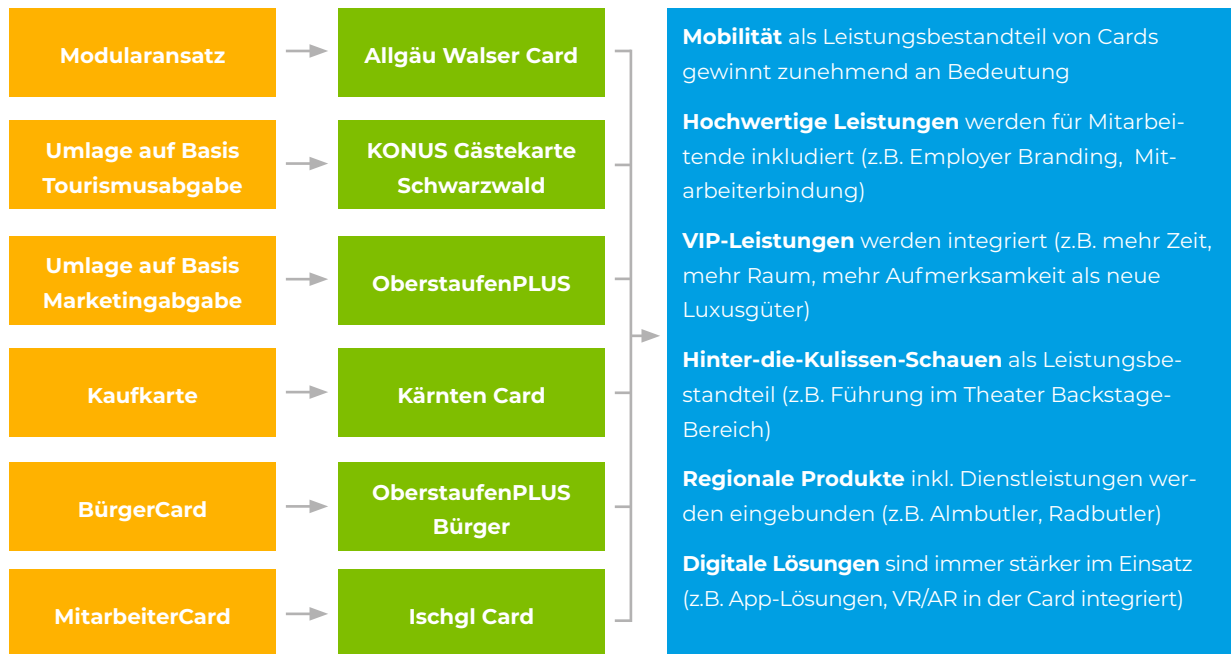 Modularansatz
Allgäu Walser Card
Umlage auf Basis
Tourismusabgabe
KONUS Gästekarte
Schwarzwald
Umlage auf Basis
Marketingabgabe
OberstaufenPLUS
Kaufkarte
Kärnten Card
BürgerCard
OberstaufenPLUS
Bürger
MitarbeiterCard
Ischgl Card
Mobilität als Leistungsbestandteil von Cards
gewinnt zunehmend an Bedeutung
Hochwertige Leistungen werden für Mitarbei-
tende inkludiert (z.B. Employer Branding, Mit-
arbeiterbindung)
VIP-Leistungen werden integriert (z.B. mehr Zeit,
mehr Raum, mehr Aufmerksamkeit als neue
Luxusgüter)
Hinter-die-Kulissen-Schauen als Leistungsbe-
standteil (z.B. Führung im Theater Backstage-
Bereich)
Regionale Produkte inkl. Dienstleistungen wer-
den eingebunden (z.B. Almbutler, Radbutler)
Digitale Lösungen sind immer stärker im Einsatz
(z.B. App-Lösungen, VR/AR in der Card integriert)